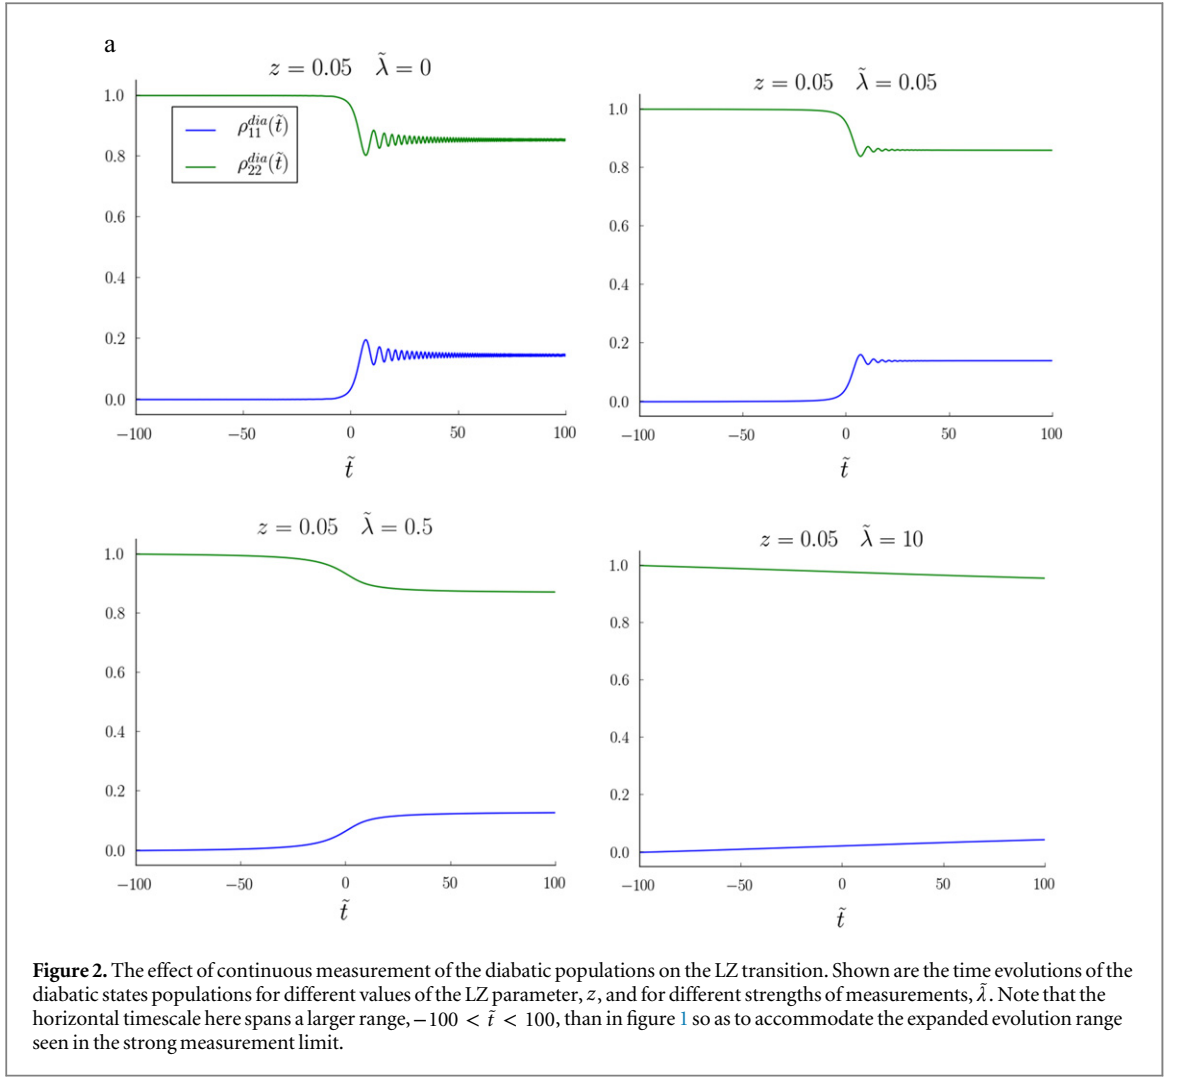 a
z = 0.05 λ̃ = 0
1.0
0.8
0.6
0.4
0.2
0.0
ρ₁₁^dia(t̃)
ρ₂₂^dia(t̃)
−100 −50 0 50 100
t̃
z = 0.05 λ̃ = 0.05
1.0
0.8
0.6
0.4
0.2
0.0
−100 −50 0 50 100
t̃
z = 0.05 λ̃ = 0.5
1.0
0.8
0.6
0.4
0.2
0.0
−100 −50 0 50 100
t̃
z = 0.05 λ̃ = 10
1.0
0.8
0.6
0.4
0.2
0.0
−100 −50 0 50 100
t̃
Figure 2. The effect of continuous measurement of the diabatic populations on the LZ transition. Shown are the time evolutions of the
diabatic states populations for different values of the LZ parameter, z, and for different strengths of measurements, λ̃. Note that the
horizontal timescale here spans a larger range, −100 < t̃ < 100, than in figure 1 so as to accommodate the expanded evolution range
seen in the strong measurement limit.